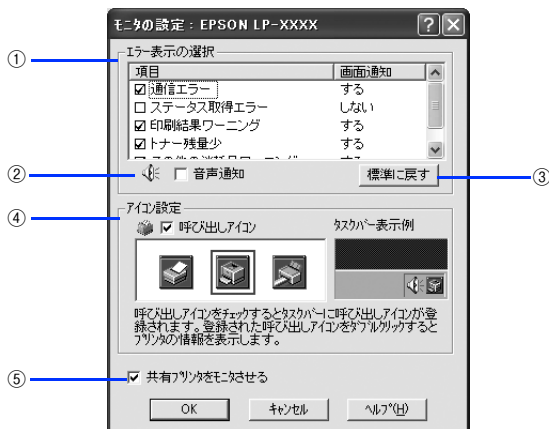 ﾓﾆﾀの設定 : EPSON LP-XXXX
① ｴﾗｰ表示の選択
項目 画面通知
通信エラー する
ステータス取得エラー しない
印刷結果ワーニング する
トナー残量少 する
② 音声通知 標準に戻す ③
④ ｱｲｺﾝ設定
呼び出しｱｲｺﾝ ﾀｽｸﾊﾞｰ表示例
呼び出しｱｲｺﾝをﾁｪｯｸするとﾀｽｸﾊﾞｰに呼び出しｱｲｺﾝが登
録されます。登録された呼び出しｱｲｺﾝをﾀﾞﾌﾞﾙｸﾘｯｸすると
ﾌﾟﾘﾝﾀの情報を表示します。
⑤ 共有ﾌﾟﾘﾝﾀをﾓﾆﾀさせる
OK ｷｬﾝｾﾙ ﾍﾙﾌﾟ(H)